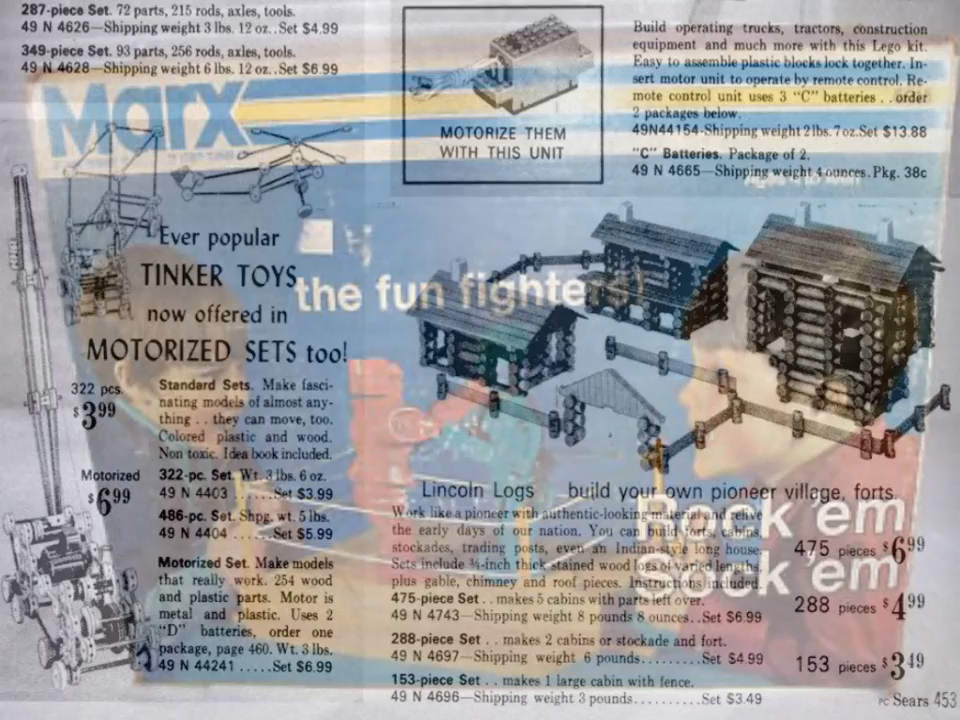 287-piece Set. 72 parts, 215 rods, axles, tools.
49 N 4626—Shipping weight 3 lbs. 12 oz..Set $4.99
349-piece Set. 93 parts, 256 rods, axles, tools.
49 N 4628—Shipping weight 6 lbs. 12 oz..Set $6.99
Marx
MOTORIZE THEM
WITH THIS UNIT
Build operating trucks, tractors, construction
equipment and much more with this Lego kit.
Easy to assemble plastic blocks lock together. In-
sert motor unit to operate by remote control. Re-
mote control unit uses 3 "C" batteries . . order
2 packages below.
49N44154-Shipping weight 2 lbs. 7 oz.Set $13.88
"C" Batteries. Package of 2.
49 N 4665—Shipping weight 4 ounces.Pkg. 38c
Ever popular
TINKER TOYS
now offered in
MOTORIZED SETS too!
the fun fighters!
322 pcs.
$3.99
Motorized
$6.99
Standard Sets. Make fasci-
nating models of almost any-
thing . . they can move, too.
Colored plastic and wood.
Non toxic. Idea book included.
322-pc. Set. Wt. 3 lbs. 6 oz.
49 N 4403 ......Set $3.99
486-pc. Set. Shpg. wt. 5 lbs.
49 N 4404 ......Set $5.99
Motorized Set. Make models
that really work. 254 wood
and plastic parts. Motor is
metal and plastic. Uses 2
"D" batteries, order one
package, page 460. Wt. 3 lbs.
49 N 44241 .....Set $6.99
Lincoln Logs build your own pioneer village, forts
Work like a pioneer with authentic-looking material and relive
the early days of our nation. You can build forts, cabins,
stockades, trading posts, even an Indian-style long house.
Sets include ¾-inch thick stained wood logs of varied lengths,
plus gable, chimney and roof pieces. Instructions included.
475-piece Set . . makes 5 cabins with parts left over.
49 N 4743—Shipping weight 8 pounds 8 ounces..Set $6.99
288-piece Set . . makes 2 cabins or stockade and fort.
49 N 4697—Shipping weight 6 pounds.........Set $4.99
153-piece Set . . makes 1 large cabin with fence.
49 N 4696—Shipping weight 3 pounds..........Set $3.49
Rock 'em
Sock 'em
475 pieces $6.99
288 pieces $4.99
153 pieces $3.49
PC Sears 453